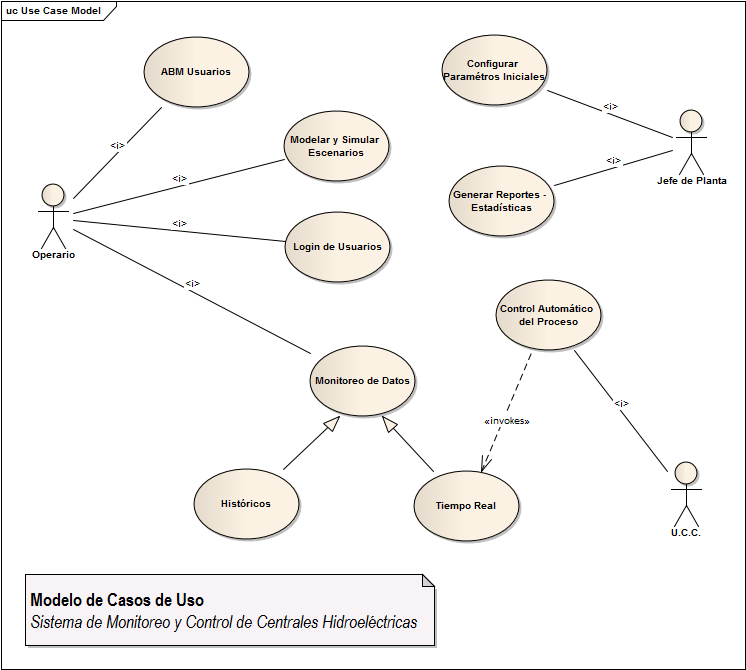 uc Use Case Model
ABM Usuarios
Configurar
Paramétros Iniciales
<i>
<i>
Modelar y Simular
Escenarios
<i>
<i>
Jefe de Planta
Generar Reportes -
Estadísticas
<i>
Login de Usuarios
Operario
<i>
Control Automático
del Proceso
Monitoreo de Datos
<i>
«invokes»
Históricos
Tiempo Real
U.C.C.
Modelo de Casos de Uso
Sistema de Monitoreo y Control de Centrales Hidroeléctricas